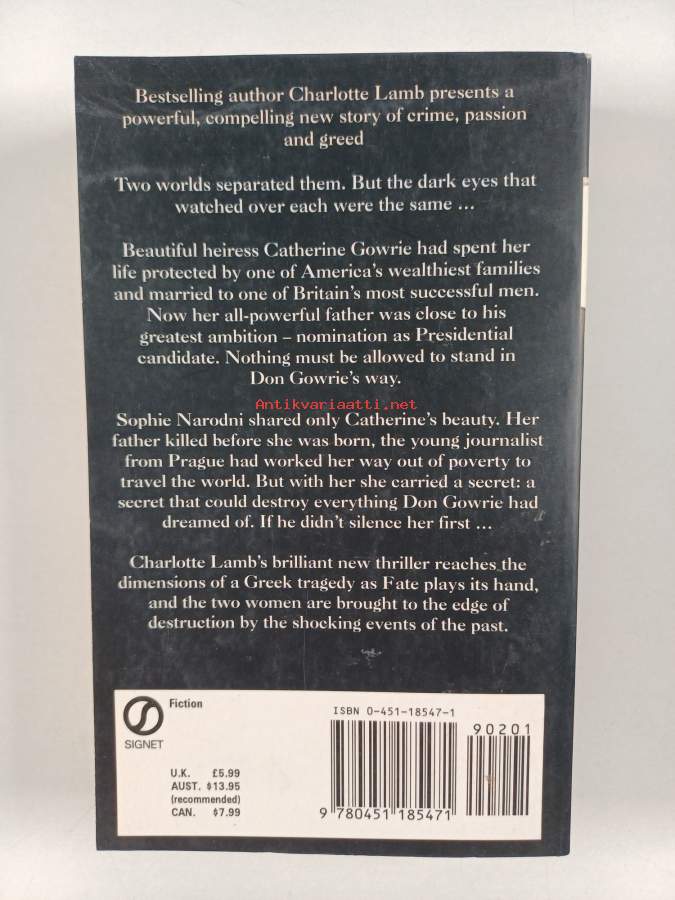 Bestselling author Charlotte Lamb presents a
powerful, compelling new story of crime, passion
and greed
Two worlds separated them. But the dark eyes that
watched over each were the same ...
Beautiful heiress Catherine Gowrie had spent her
life protected by one of America's wealthiest families
and married to one of Britain's most successful men.
Now her all-powerful father was close to his
greatest ambition – nomination as Presidential
candidate. Nothing must be allowed to stand in
Don Gowrie's way.
Antikvariaatti.net
Sophie Narodni shared only Catherine's beauty. Her
father killed before she was born, the young journalist
from Prague had worked her way out of poverty to
travel the world. But with her she carried a secret: a
secret that could destroy everything Don Gowrie had
dreamed of. If he didn't silence her first ...
Charlotte Lamb's brilliant new thriller reaches the
dimensions of a Greek tragedy as Fate plays its hand,
and the two women are brought to the edge of
destruction by the shocking events of the past.
Fiction
SIGNET
U.K. £5.99
AUST. $13.95
(recommended)
CAN. $7.99
ISBN 0-451-18547-1
90201
9 780451 185471